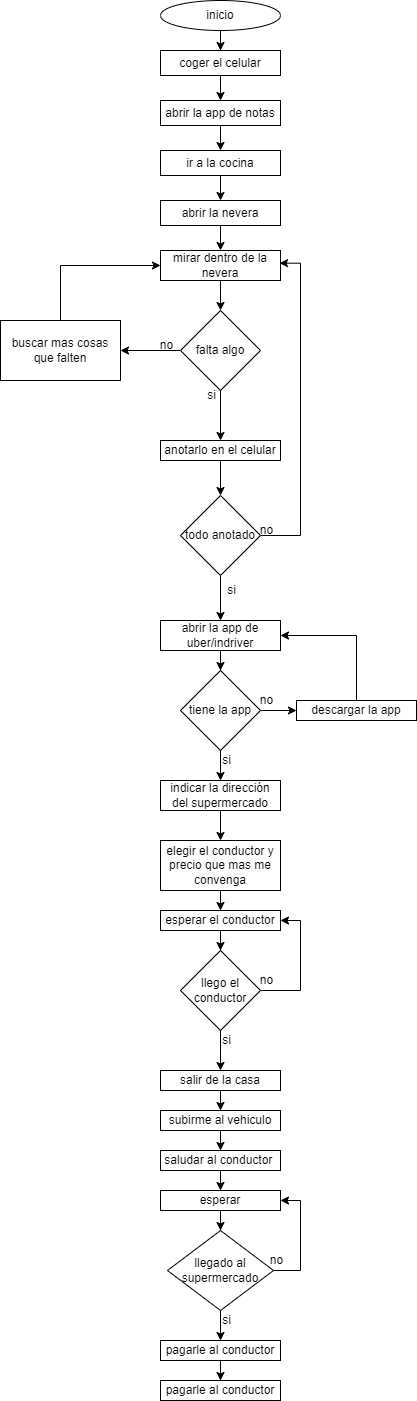 inicio
coger el celular
abrir la app de notas
ir a la cocina
abrir la nevera
mirar dentro de la
nevera
buscar mas cosas
que falten
no
falta algo
si
anotarlo en el celular
todo anotado
no
si
abrir la app de
uber/indriver
tiene la app
no
descargar la app
si
indicar la dirección
del supermercado
elegir el conductor y
precio que mas me
convenga
esperar el conductor
llego el
conductor
no
si
salir de la casa
subirme al vehiculo
saludar al conductor
esperar
llegado al
supermercado
no
si
pagarle al conductor
pagarle al conductor